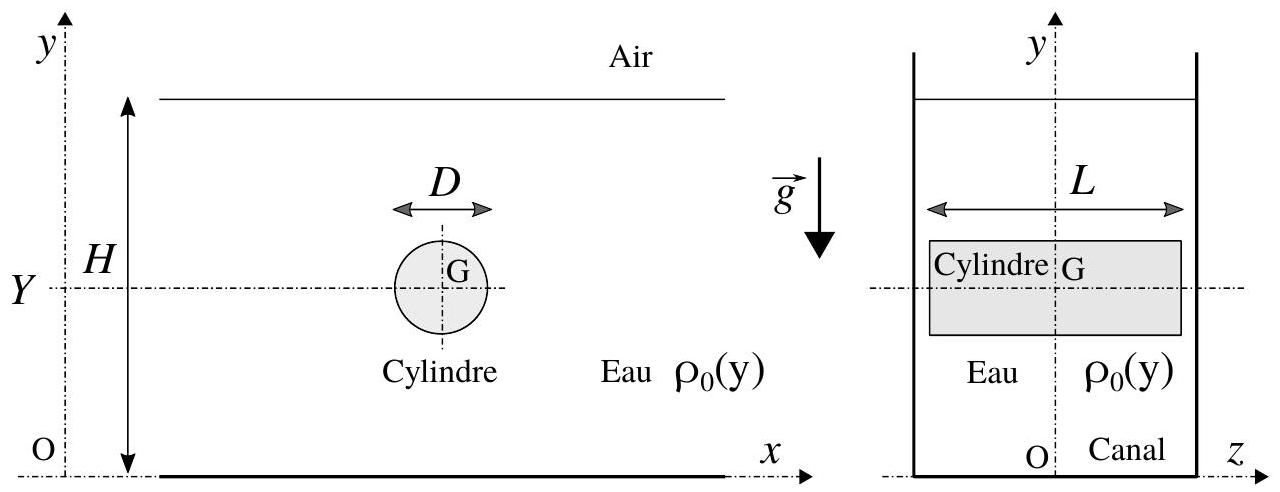 y
Air
H
D
g
G
Y
Cylindre
Eau ρ₀(y)
O
x
y
L
Cylindre G
Eau ρ₀(y)
O
Canal
z